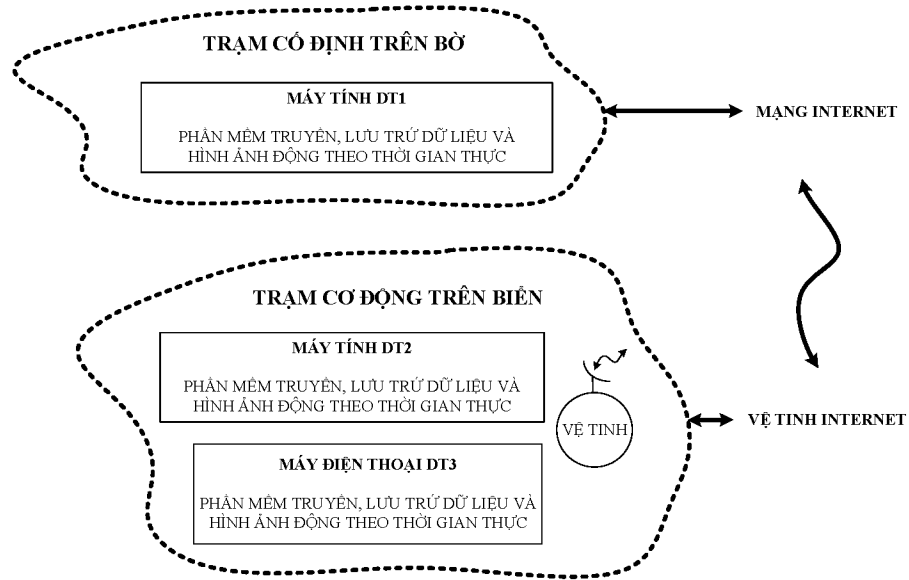 TRẠM CỐ ĐỊNH TRÊN BỜ
MÁY TÍNH DT1
PHẦN MỀM TRUYỀN, LƯU TRỨ DỮ LIỆU VÀ
HÌNH ẢNH ĐỘNG THEO THỜI GIAN THỰC
MẠNG INTERNET
TRẠM CƠ ĐỘNG TRÊN BIỂN
MÁY TÍNH DT2
PHẦN MỀM TRUYỀN, LƯU TRỨ DỮ LIỆU VÀ
HÌNH ẢNH ĐỘNG THEO THỜI GIAN THỰC
VỆ TINH
VỆ TINH INTERNET
MÁY ĐIỆN THOẠI DT3
PHẦN MỀM TRUYỀN, LƯU TRỨ DỮ LIỆU VÀ
HÌNH ẢNH ĐỘNG THEO THỜI GIAN THỰC